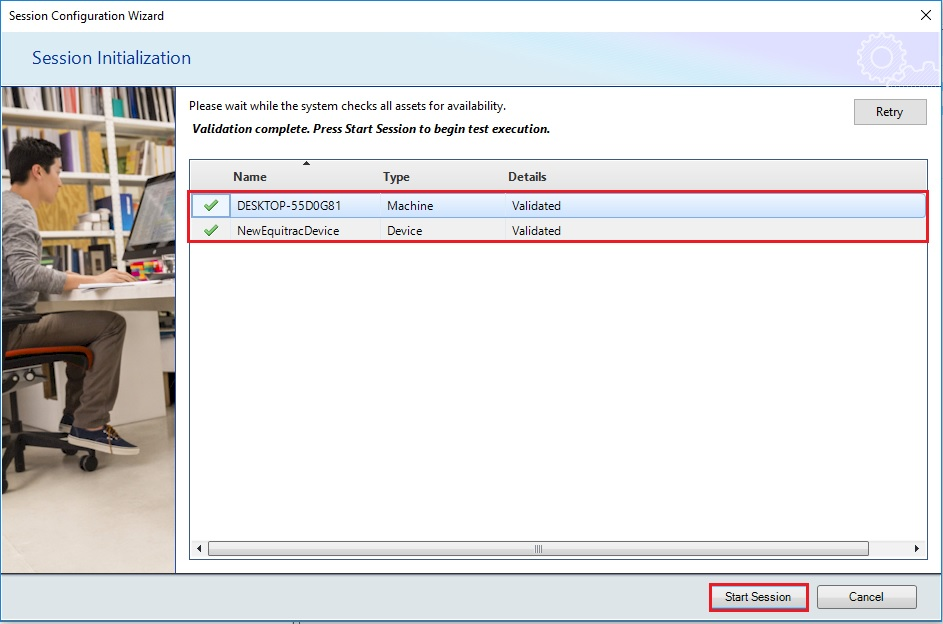 Session Configuration Wizard
Session Initialization
Please wait while the system checks all assets for availability.
Retry
Validation complete. Press Start Session to begin test execution.
Name Type Details
DESKTOP-55D0G81 Machine Validated
NewEquitracDevice Device Validated
Start Session Cancel